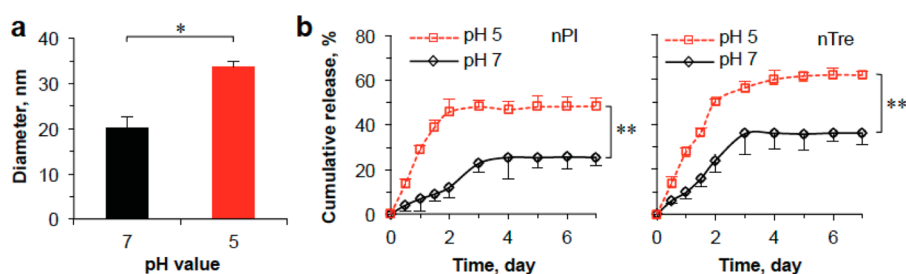 a
*
Diameter, nm
40
30
20
10
0
7 5
pH value
b
Cumulative release, %
80
60
40
20
0
pH 5 nPI
pH 7
**
0 2 4 6
Time, day
pH 5 nTre
pH 7
**
0 2 4 6
Time, day